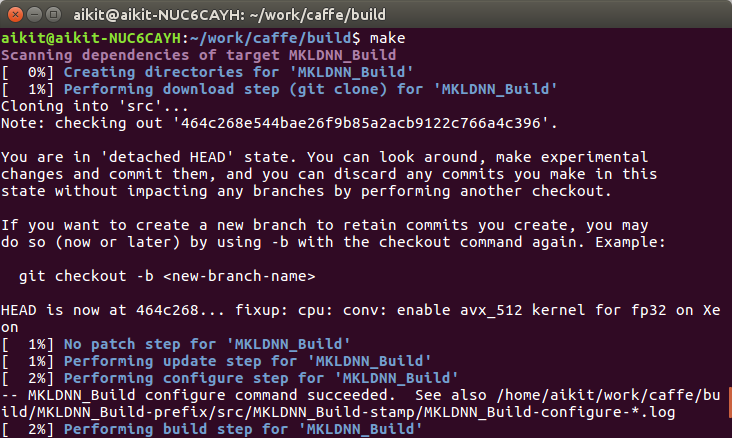 aikit@aikit-NUC6CAYH: ~/work/caffe/build
aikit@aikit-NUC6CAYH:~/work/caffe/build$ make
Scanning dependencies of target MKLDNN_Build
[  0%] Creating directories for 'MKLDNN_Build'
[  1%] Performing download step (git clone) for 'MKLDNN_Build'
Cloning into 'src'...
Note: checking out '464c268e544bae26f9b85a2acb9122c766a4c396'.
You are in 'detached HEAD' state. You can look around, make experimental
changes and commit them, and you can discard any commits you make in this
state without impacting any branches by performing another checkout.
If you want to create a new branch to retain commits you create, you may
do so (now or later) by using -b with the checkout command again. Example:
  git checkout -b <new-branch-name>
HEAD is now at 464c268... fixup: cpu: conv: enable avx_512 kernel for fp32 on Xe
on
[  1%] No patch step for 'MKLDNN_Build'
[  1%] Performing update step for 'MKLDNN_Build'
[  2%] Performing configure step for 'MKLDNN_Build'
-- MKLDNN_Build configure command succeeded.  See also /home/aikit/work/caffe/bu
ild/MKLDNN_Build-prefix/src/MKLDNN_Build-stamp/MKLDNN_Build-configure-*.log
[  2%] Performing build step for 'MKLDNN_Build'